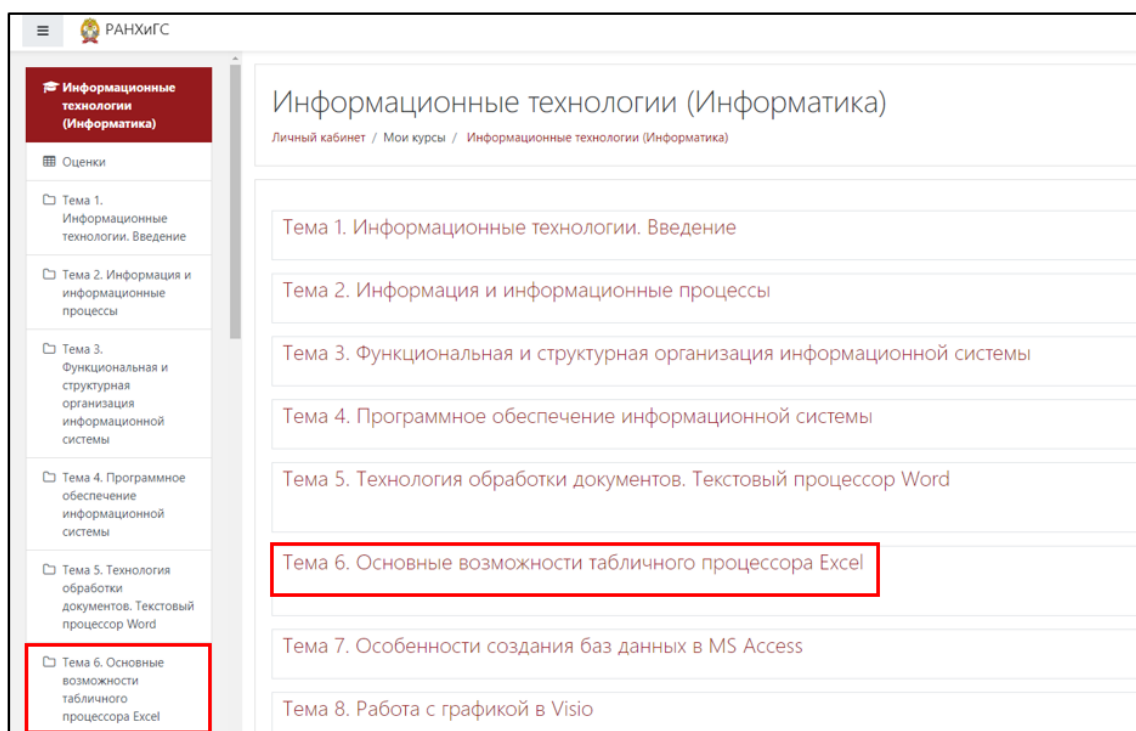 РАНХиГС
Информационные
технологии
(Информатика)
Оценки
Тема 1.
Информационные
технологии. Введение
Тема 2. Информация и
информационные
процессы
Тема 3.
Функциональная и
структурная
организация
информационной
системы
Тема 4. Программное
обеспечение
информационной
системы
Тема 5. Технология
обработки
документов. Текстовый
процессор Word
Тема 6. Основные
возможности
табличного
процессора Excel
Информационные технологии (Информатика)
Личный кабинет / Мои курсы / Информационные технологии (Информатика)
Тема 1. Информационные технологии. Введение
Тема 2. Информация и информационные процессы
Тема 3. Функциональная и структурная организация информационной системы
Тема 4. Программное обеспечение информационной системы
Тема 5. Технология обработки документов. Текстовый процессор Word
Тема 6. Основные возможности табличного процессора Excel
Тема 7. Особенности создания баз данных в MS Access
Тема 8. Работа с графикой в Visio